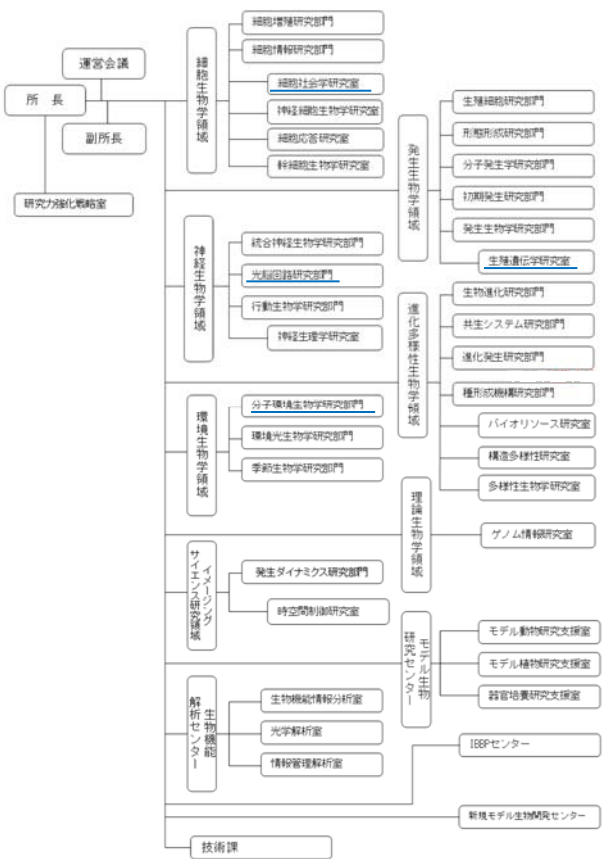 運営会議
所　長
副所長
研究力強化戦略室
細胞生物学領域
細胞増殖研究部門
細胞情報研究部門
細胞社会学研究室
神経細胞生物学研究室
細胞応答研究室
幹細胞生物学研究室
発生生物学領域
生殖細胞研究部門
形態形成研究部門
分子発生学研究部門
初期発生研究部門
発生生物学研究部門
生殖遺伝学研究室
神経生物学領域
統合神経生物学研究部門
光脳回路研究部門
行動生物学研究部門
神経生理学研究室
進化多様性生物学領域
生物進化研究部門
共生システム研究部門
進化発生研究部門
種形成機構研究部門
バイオリソース研究室
構造多様性研究室
多様性生物学研究室
環境生物学領域
分子環境生物学研究部門
環境光生物学研究部門
季節生物学研究部門
理論生物学領域
ゲノム情報研究室
イメージング
サイエンス研究領域
発生ダイナミクス研究部門
時空間制御研究室
モデル生物
研究センター
モデル動物研究支援室
モデル植物研究支援室
器官培養研究支援室
生物機能
解析センター
生物機能情報分析室
光学解析室
情報管理解析室
IBBPセンター
新規モデル生物開発センター
技術課